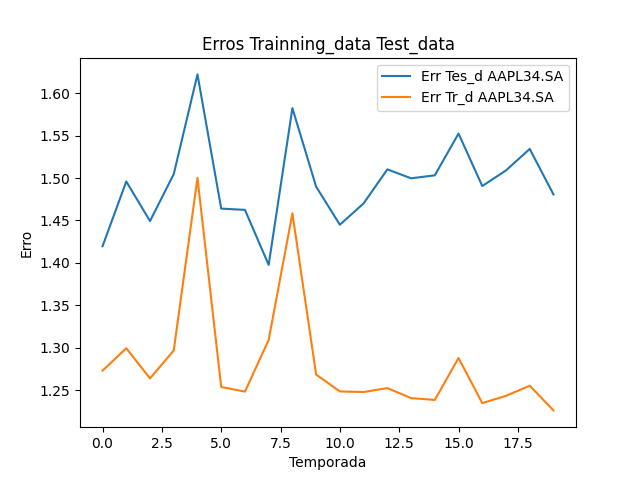 Erros Trainning_data Test_data
Err Tes_d AAPL34.SA
Err Tr_d AAPL34.SA
1.60
1.55
1.50
1.45
1.40
1.35
1.30
1.25
Erro
0.0 2.5 5.0 7.5 10.0 12.5 15.0 17.5
Temporada